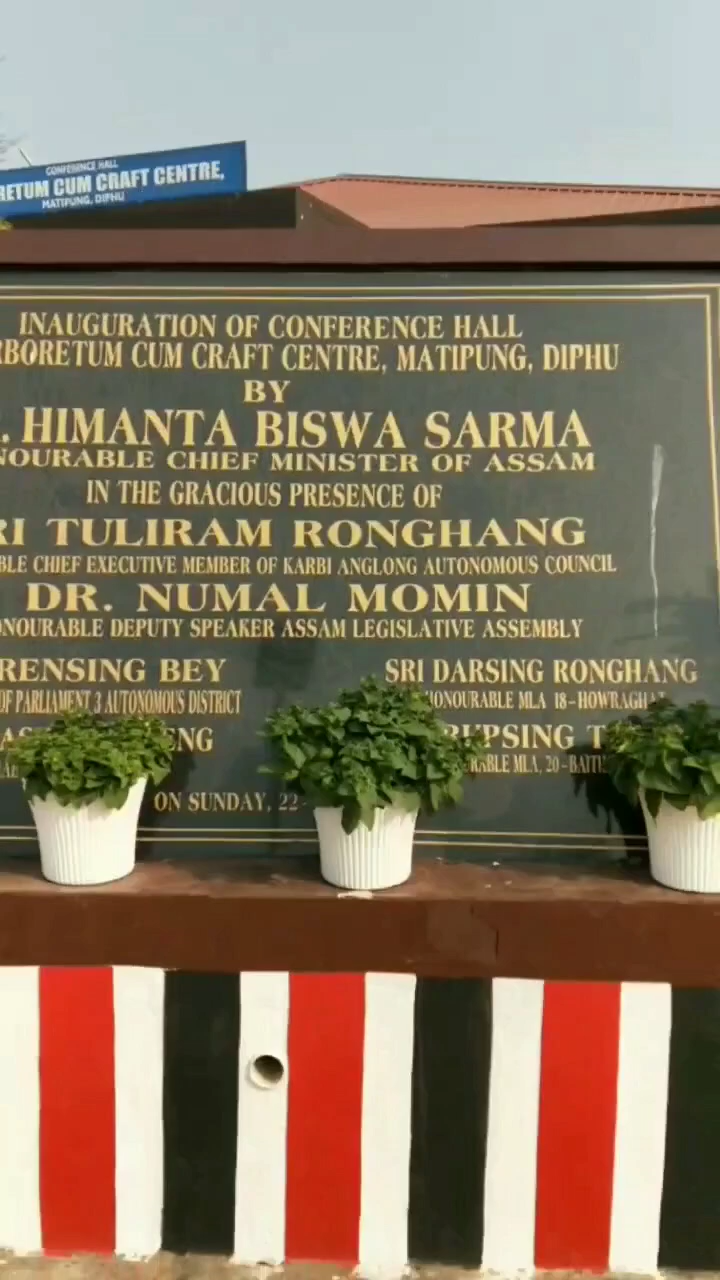 CONFERENCE HALL
RETUM CUM CRAFT CENTRE,
MATIPUNG, DIPHU
INAUGURATION OF CONFERENCE HALL
RBORETUM CUM CRAFT CENTRE, MATIPUNG, DIPHU
BY
. HIMANTA BISWA SARMA
NOURABLE CHIEF MINISTER OF ASSAM
IN THE GRACIOUS PRESENCE OF
RI TULIRAM RONGHANG
BLE CHIEF EXECUTIVE MEMBER OF KARBI ANGLONG AUTONOMOUS COUNCIL
DR. NUMAL MOMIN
ONOURABLE DEPUTY SPEAKER ASSAM LEGISLATIVE ASSEMBLY
RENSING BEY
OF PARLIAMENT 3 AUTONOMOUS DISTRICT
SRI DARSING RONGHANG
HONOURABLE MLA 18-HOWRAGHAT
ENG
RUPSING T
RABLE MLA, 20-BAITH
ON SUNDAY, 22-